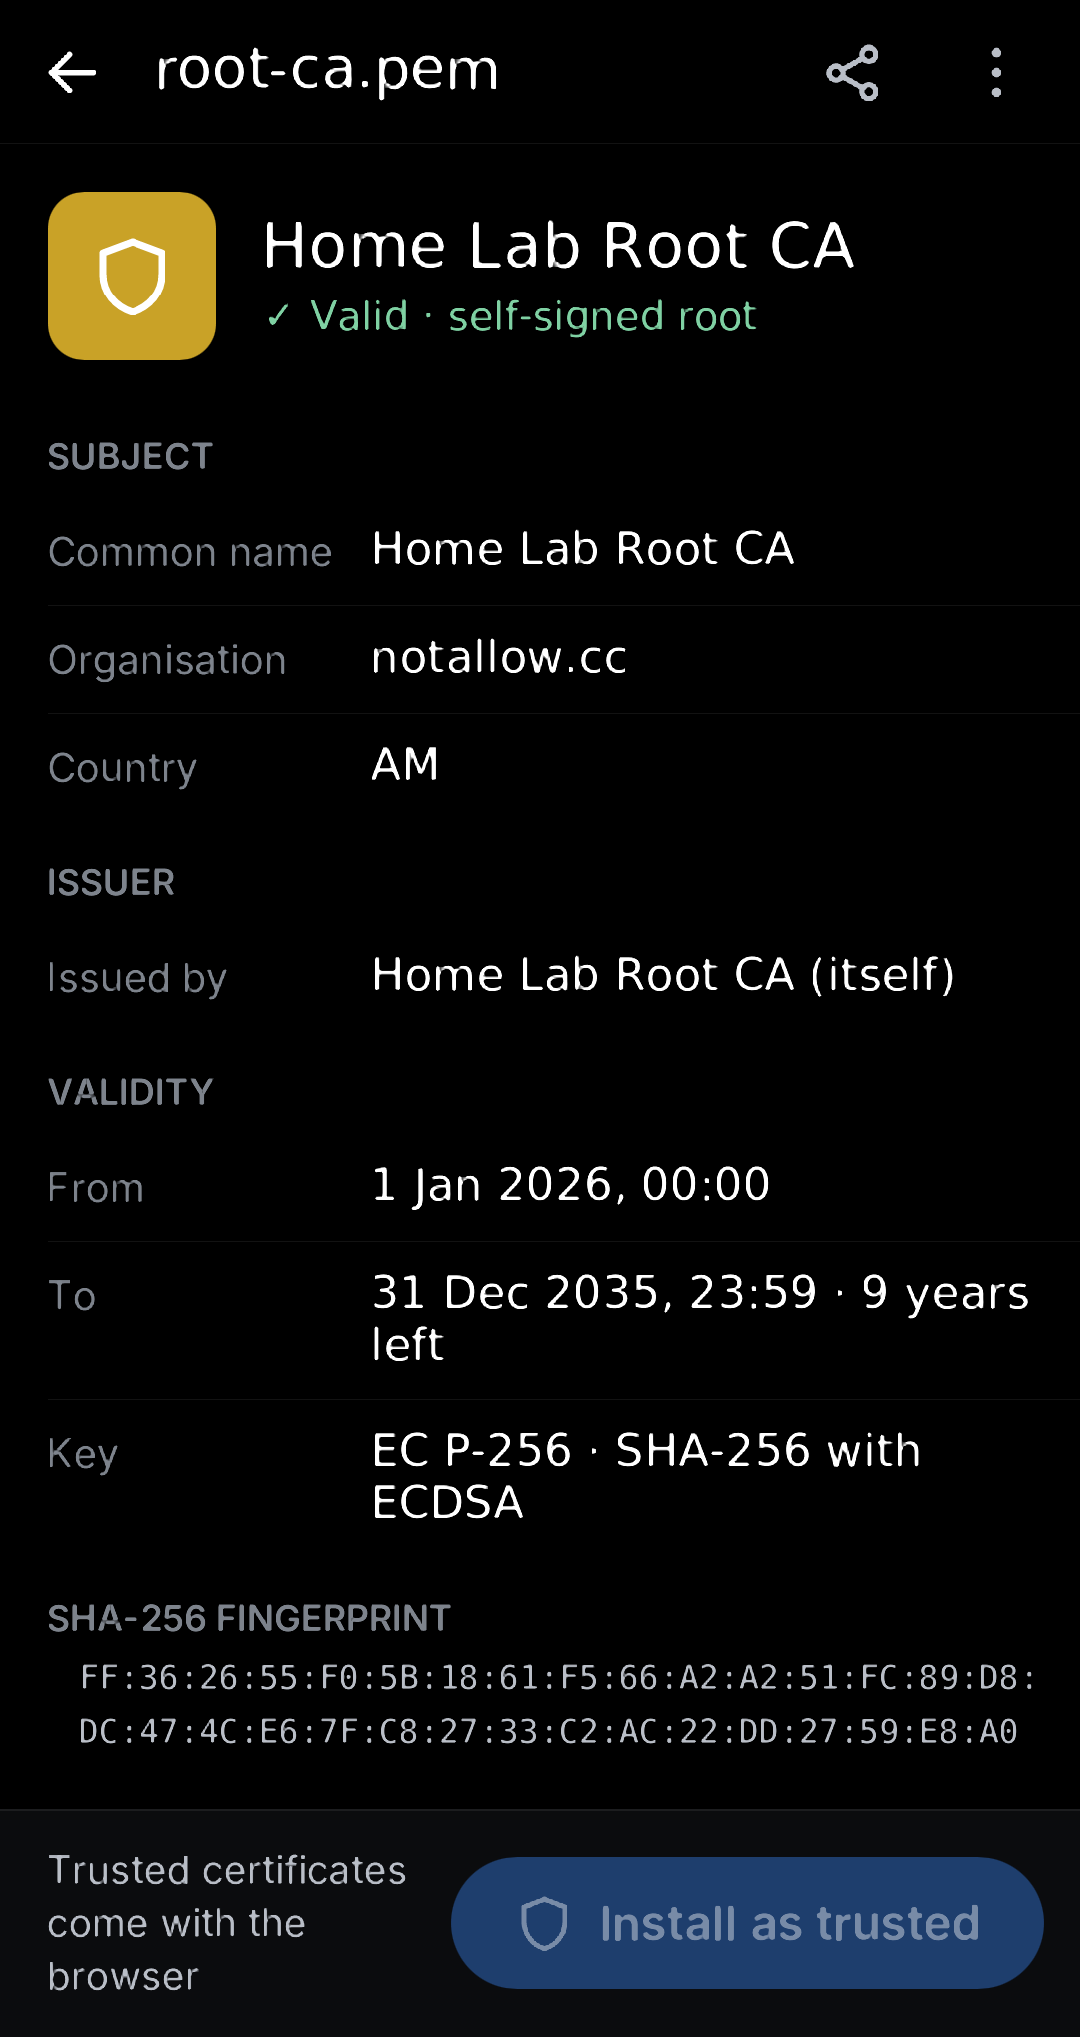 root-ca.pem
Home Lab Root CA
✓ Valid · self-signed root
SUBJECT
Common name Home Lab Root CA
Organisation notallow.cc
Country AM
ISSUER
Issued by Home Lab Root CA (itself)
VALIDITY
From 1 Jan 2026, 00:00
To 31 Dec 2035, 23:59 · 9 years
left
Key EC P-256 · SHA-256 with
ECDSA
SHA-256 FINGERPRINT
FF:36:26:55:F0:5B:18:61:F5:66:A2:A2:51:FC:89:D8:
DC:47:4C:E6:7F:C8:27:33:C2:AC:22:DD:27:59:E8:A0
Trusted certificates
come with the
browser
Install as trusted